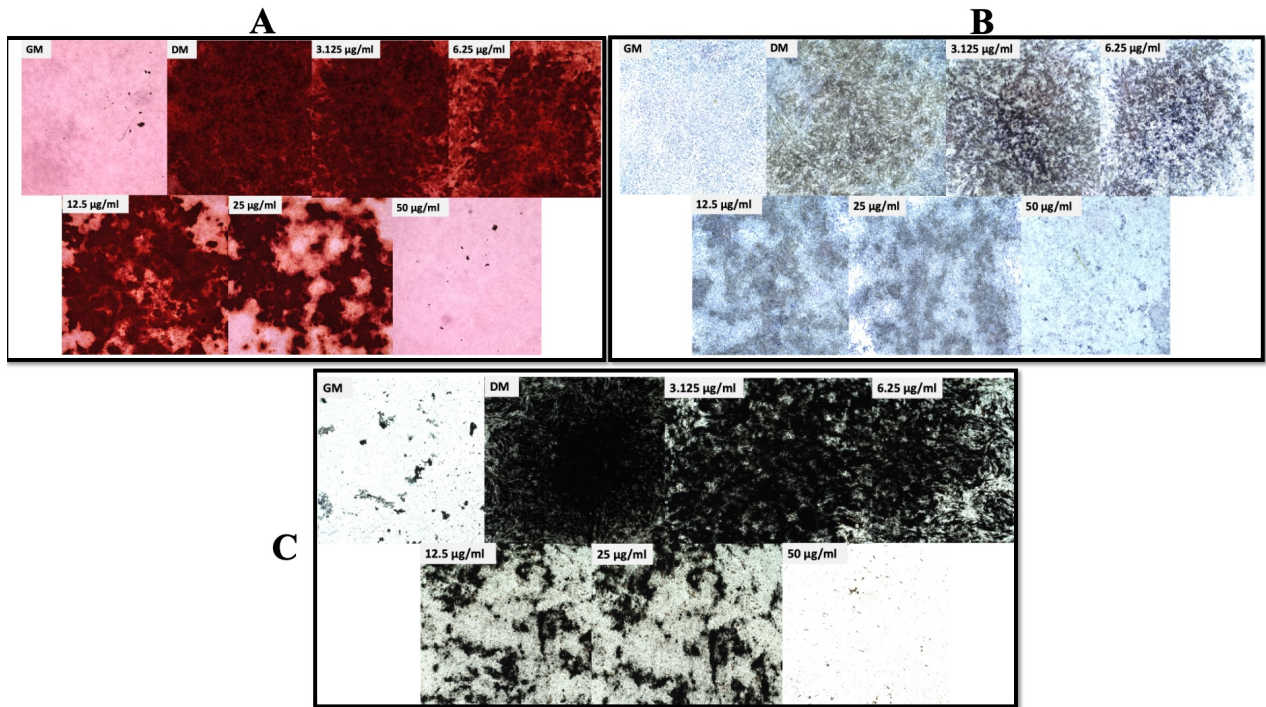 A
B
GM
DM
3.125 µg/ml
6.25 µg/ml
12.5 µg/ml
25 µg/ml
50 µg/ml
GM
DM
3.125 µg/ml
6.25 µg/ml
12.5 µg/ml
25 µg/ml
50 µg/ml
C
GM
DM
3.125 µg/ml
6.25 µg/ml
12.5 µg/ml
25 µg/ml
50 µg/ml